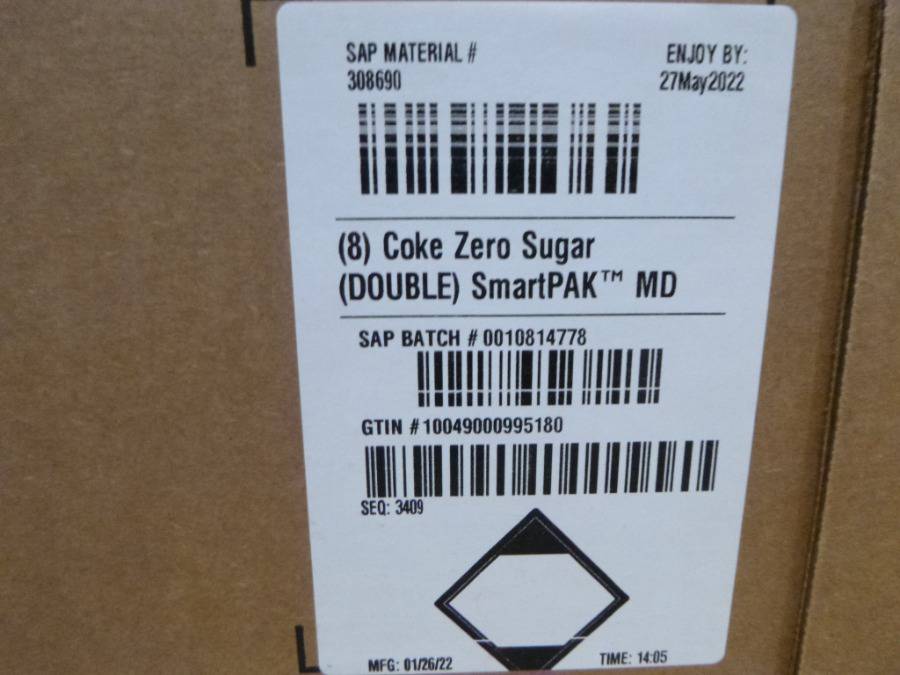 SAP MATERIAL #
ENJOY BY:
308690
27May2022
(8) Coke Zero Sugar
(DOUBLE) SmartPAK™ MD
SAP BATCH # 0010814778
GTIN # 10049000995180
SEQ: 3409
MFG: 01/26/22
TIME: 14:05